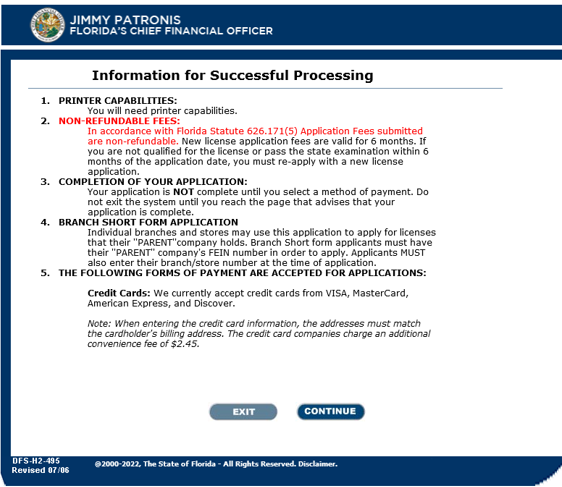 JIMMY PATRONIS
FLORIDA'S CHIEF FINANCIAL OFFICER
Information for Successful Processing
1. PRINTER CAPABILITIES:
You will need printer capabilities.
2. NON-REFUNDABLE FEES:
In accordance with Florida Statute 626.171(5) Application Fees submitted
are non-refundable. New license application fees are valid for 6 months. If
you are not qualified for the license or pass the state examination within 6
months of the application date, you must re-apply with a new license
application.
3. COMPLETION OF YOUR APPLICATION:
Your application is NOT complete until you select a method of payment. Do
not exit the system until you reach the page that advises that your
application is complete.
4. BRANCH SHORT FORM APPLICATION
Individual branches and stores may use this application to apply for licenses
that their "PARENT"company holds. Branch Short form applicants must have
their "PARENT" company's FEIN number in order to apply. Applicants MUST
also enter their branch/store number at the time of application.
5. THE FOLLOWING FORMS OF PAYMENT ARE ACCEPTED FOR APPLICATIONS:
Credit Cards: We currently accept credit cards from VISA, MasterCard,
American Express, and Discover.
Note: When entering the credit card information, the addresses must match
the cardholder's billing address. The credit card companies charge an additional
convenience fee of $2.45.
EXIT CONTINUE
DFS-H2-495
Revised 07/06
@2000-2022, The State of Florida - All Rights Reserved. Disclaimer.